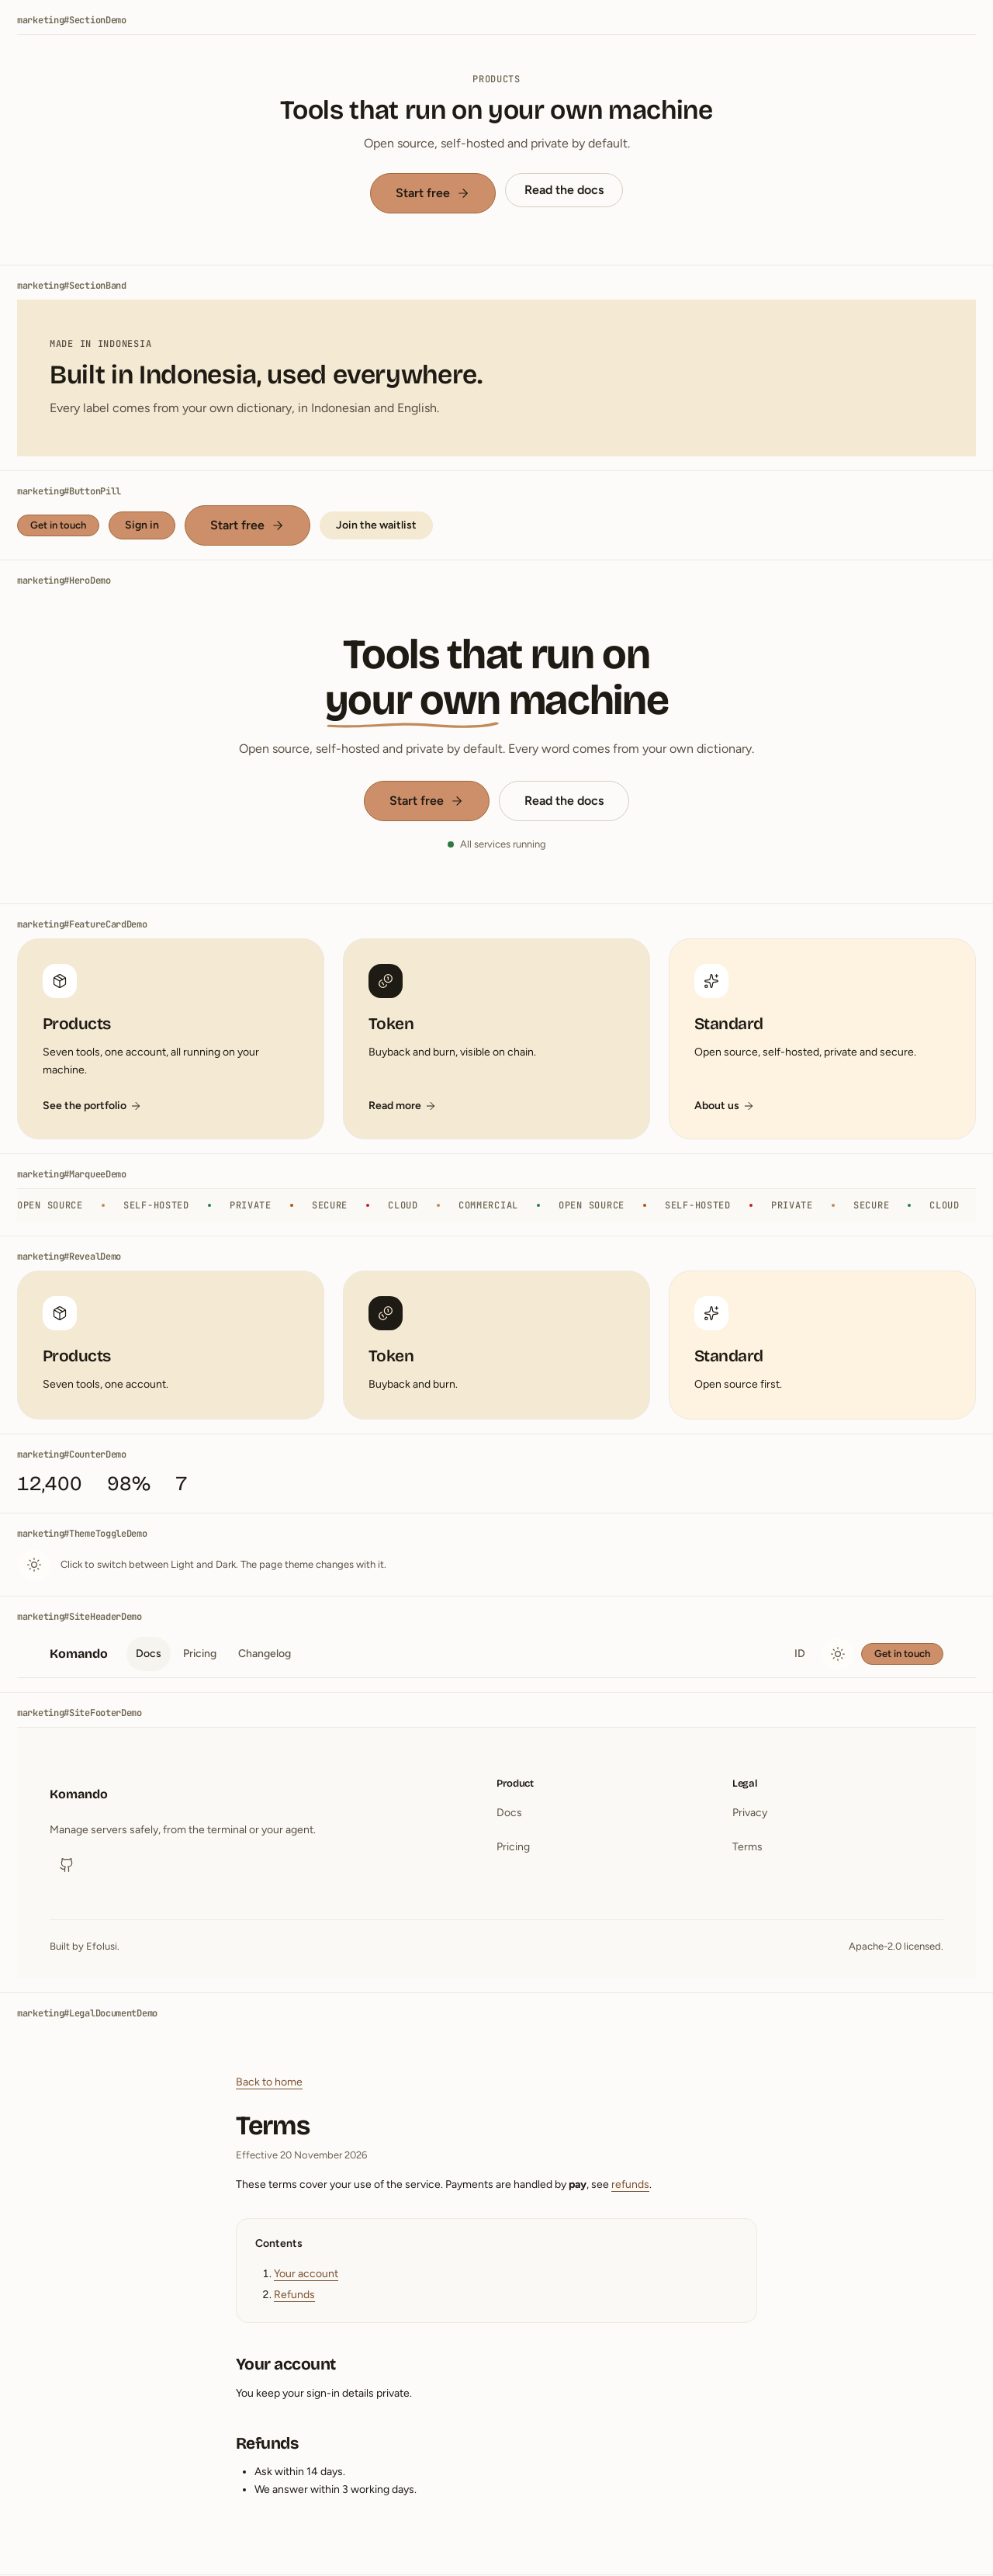 marketing#SectionDemo
PRODUCTS
Tools that run on your own machine
Open source, self-hosted and private by default.
Start free
Read the docs
marketing#SectionBand
MADE IN INDONESIA
Built in Indonesia, used everywhere.
Every label comes from your own dictionary, in Indonesian and English.
marketing#ButtonPill
Get in touch
Sign in
Start free
Join the waitlist
marketing#HeroDemo
Tools that run on
your own machine
Open source, self-hosted and private by default. Every word comes from your own dictionary.
Start free
Read the docs
All services running
marketing#FeatureCardDemo
Products
Seven tools, one account, all running on your
machine.
See the portfolio
Token
Buyback and burn, visible on chain.
Read more
Standard
Open source, self-hosted, private and secure.
About us
marketing#MarqueeDemo
OPEN SOURCE • SELF-HOSTED • PRIVATE • SECURE • CLOUD • COMMERCIAL • OPEN SOURCE • SELF-HOSTED • PRIVATE • SECURE • CLOUD
marketing#RevealDemo
Products
Seven tools, one account.
Token
Buyback and burn.
Standard
Open source first.
marketing#CounterDemo
12,400 98% 7
marketing#ThemeToggleDemo
Click to switch between Light and Dark. The page theme changes with it.
marketing#SiteHeaderDemo
Komando Docs Pricing Changelog ID Get in touch
marketing#SiteFooterDemo
Komando
Manage servers safely, from the terminal or your agent.
Product
Docs
Pricing
Legal
Privacy
Terms
Built by Efolusi.
Apache-2.0 licensed.
marketing#LegalDocumentDemo
Back to home
Terms
Effective 20 November 2026
These terms cover your use of the service. Payments are handled by pay, see refunds.
Contents
1. Your account
2. Refunds
Your account
You keep your sign-in details private.
Refunds
• Ask within 14 days.
• We answer within 3 working days.